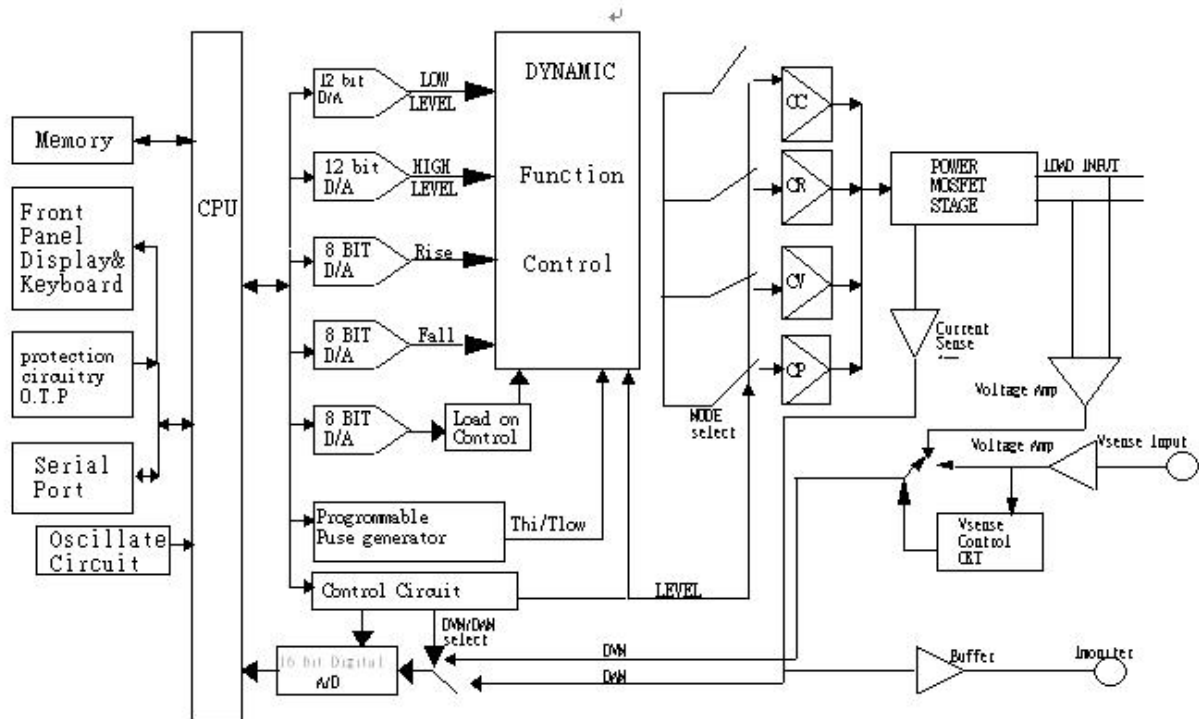 Memory
Front
Panel
Display&
Keyboard
protection
circuitry
O.T.P
Serial
Port
Oscillate
Circuit
CPU
12 bit
D/A
LOW
LEVEL
12 bit
D/A
HIGH
LEVEL
8 BIT
D/A
Rise
8 BIT
D/A
Fall
8 BIT
D/A
Load on
Control
Programmable
Puse generator
Thi/Tlow
Control Circuit
DVM/DAM
select
16 bit Digital
A/D
DYNAMIC
Function
Control
MODE
select
LEVEL
DVM
DAM
CC
CR
CV
CP
POWER
MOSFET
STAGE
LOAD INPUT
Current
Sense
Voltage Amp
Voltage Amp
Vsense Input
Vsense
Control
CKT
Buffer
Imoniter